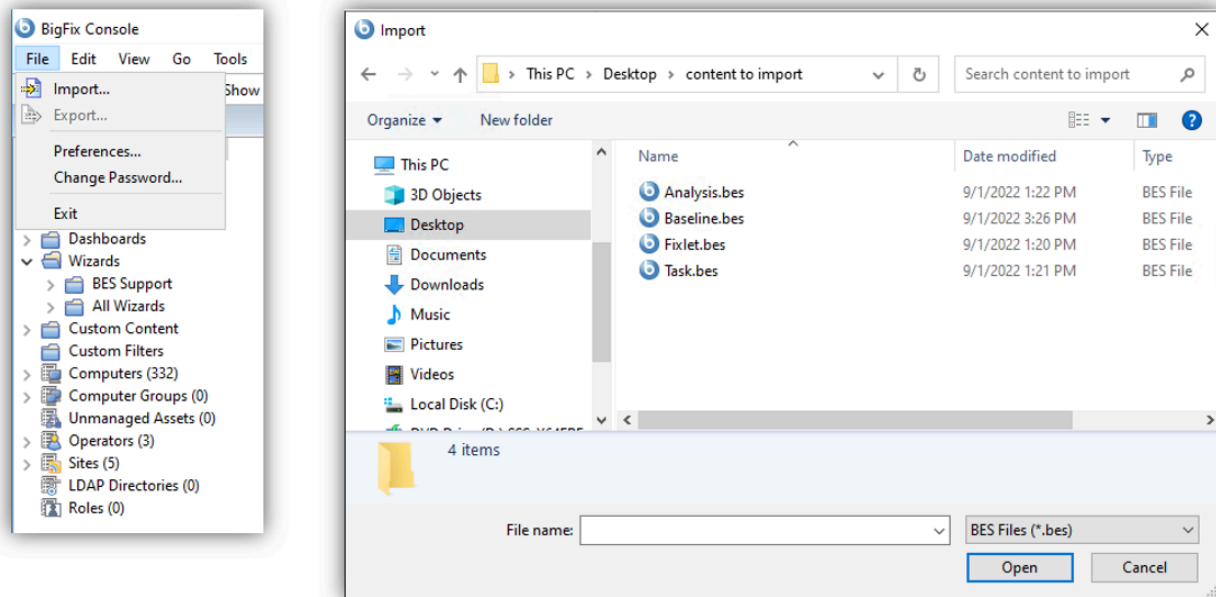 BigFix Console
File Edit View Go Tools
Import... Show
Export...
Preferences...
Change Password...
Exit
Dashboards
Wizards
BES Support
All Wizards
Custom Content
Custom Filters
Computers (332)
Computer Groups (0)
Unmanaged Assets (0)
Operators (3)
Sites (5)
LDAP Directories (0)
Roles (0)
Import
This PC > Desktop > content to import
Search content to import
Organize New folder
Name Date modified Type
This PC
3D Objects
Desktop
Documents
Downloads
Music
Pictures
Videos
Local Disk (C:)
Analysis.bes 9/1/2022 1:22 PM BES File
Baseline.bes 9/1/2022 3:26 PM BES File
Fixlet.bes 9/1/2022 1:20 PM BES File
Task.bes 9/1/2022 1:21 PM BES File
4 items
File name: BES Files (*.bes)
Open Cancel